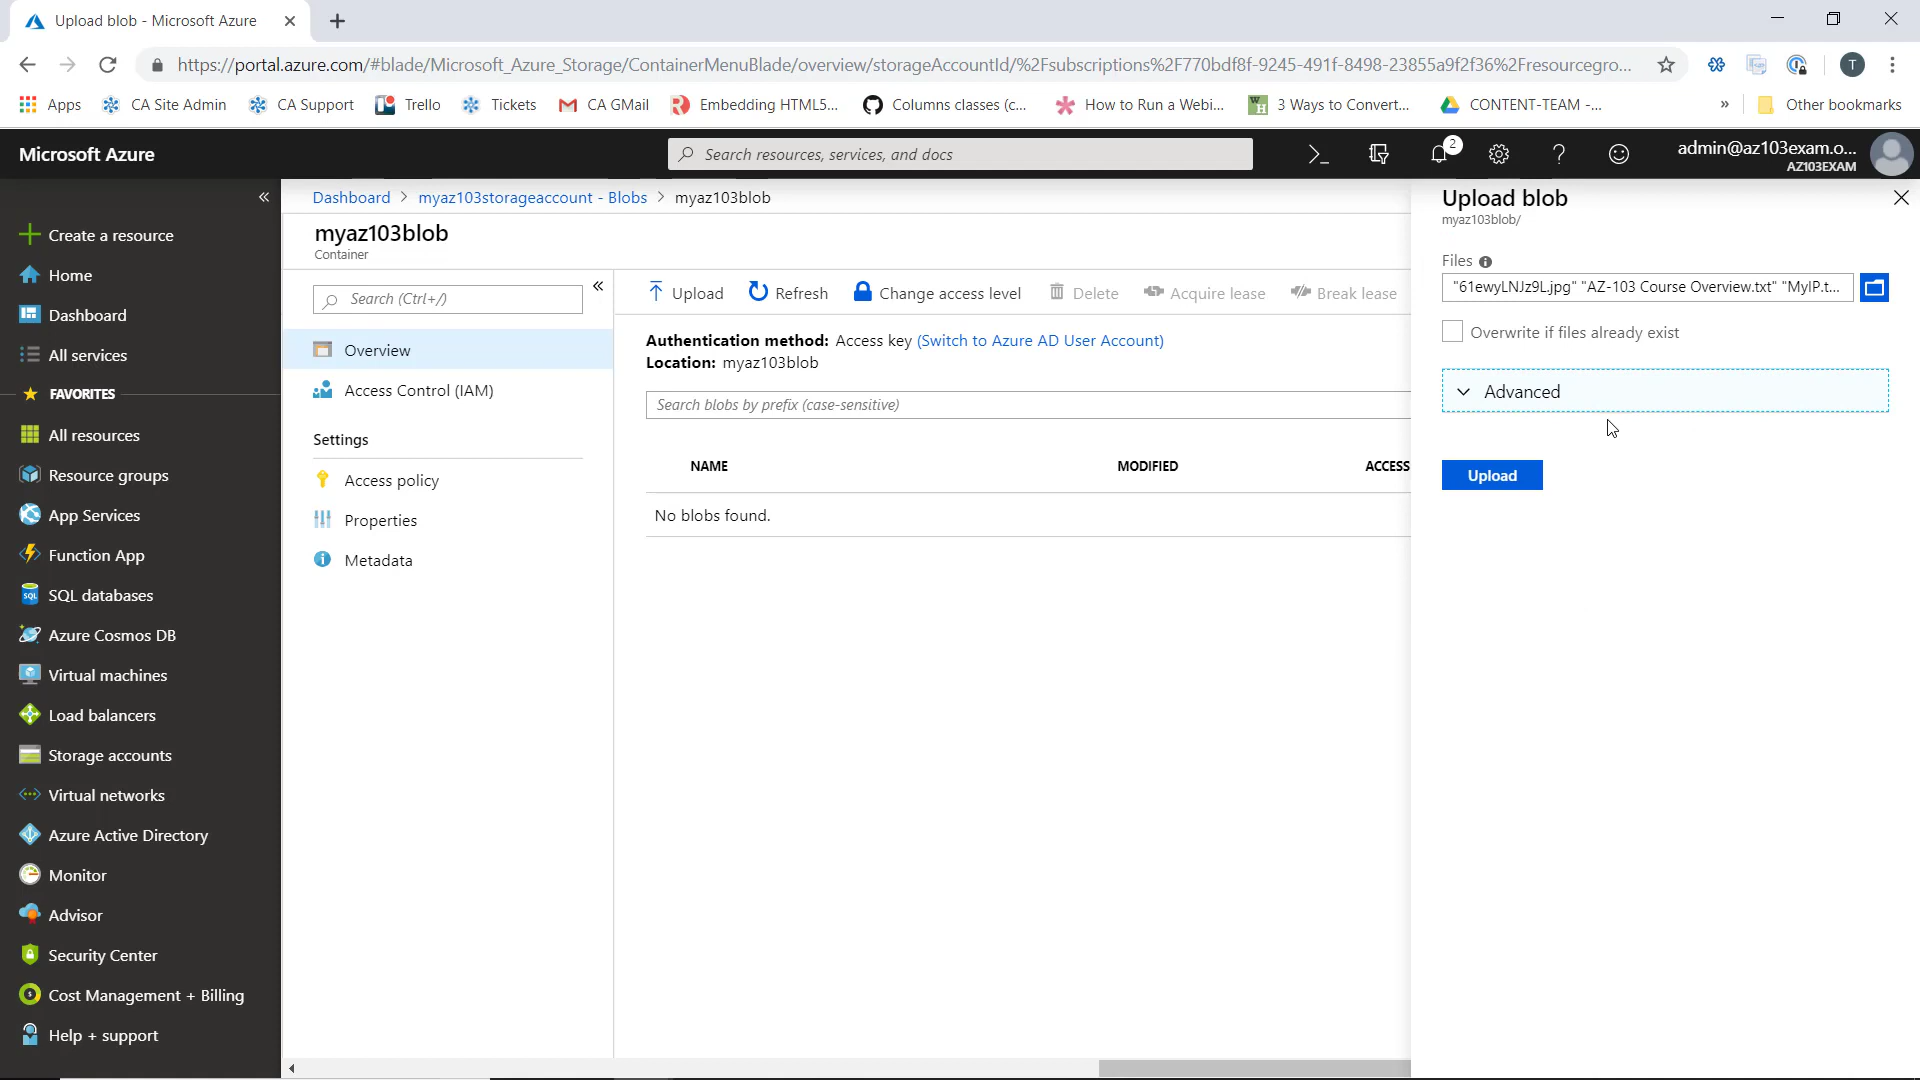 Upload blob - Microsoft Azure
https://portal.azure.com/#blade/Microsoft_Azure_Storage/ContainerMenuBlade/overview/storageAccountId/%2Fsubscriptions%2F770bdf8f-9245-491f-8498-23855a9f2f36%2Fresourcegro...
T
Apps
CA Site Admin
CA Support
Trello
Tickets
CA GMail
Embedding HTML5...
Columns classes (c...
How to Run a Webi...
3 Ways to Convert...
CONTENT-TEAM -...
»
Other bookmarks
Microsoft Azure
Search resources, services, and docs
2
admin@az103exam.o...
AZ103EXAM
Create a resource
Home
Dashboard
All services
FAVORITES
All resources
Resource groups
App Services
Function App
SQL databases
Azure Cosmos DB
Virtual machines
Load balancers
Storage accounts
Virtual networks
Azure Active Directory
Monitor
Advisor
Security Center
Cost Management + Billing
Help + support
Dashboard > myaz103storageaccount - Blobs > myaz103blob
myaz103blob
Container
Search (Ctrl+/)
Overview
Access Control (IAM)
Settings
Access policy
Properties
Metadata
Upload
Refresh
Change access level
Delete
Acquire lease
Break lease
Authentication method: Access key (Switch to Azure AD User Account)
Location: myaz103blob
Search blobs by prefix (case-sensitive)
NAME
MODIFIED
ACCESS
No blobs found.
Upload blob
myaz103blob/
Files
"61ewyLNJz9L.jpg" "AZ-103 Course Overview.txt" "MyIP.t...
Overwrite if files already exist
Advanced
Upload